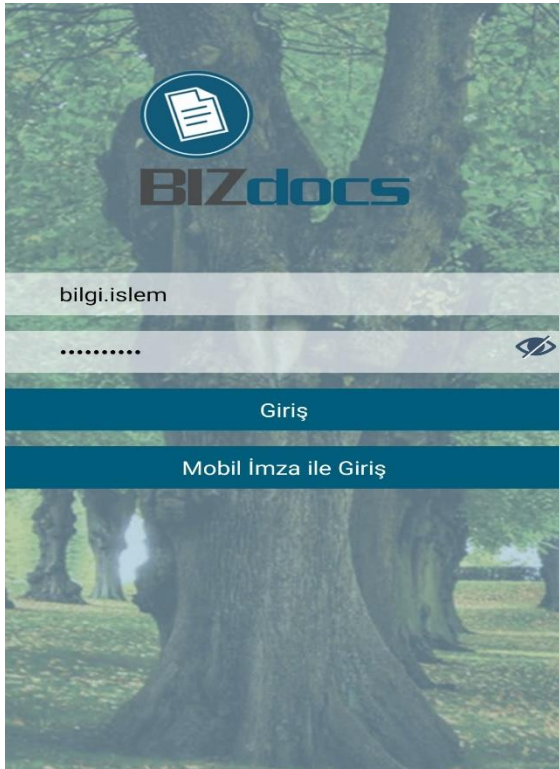 BIZdocs
bilgi.islem
••••••••••
Giriş
Mobil İmza ile Giriş